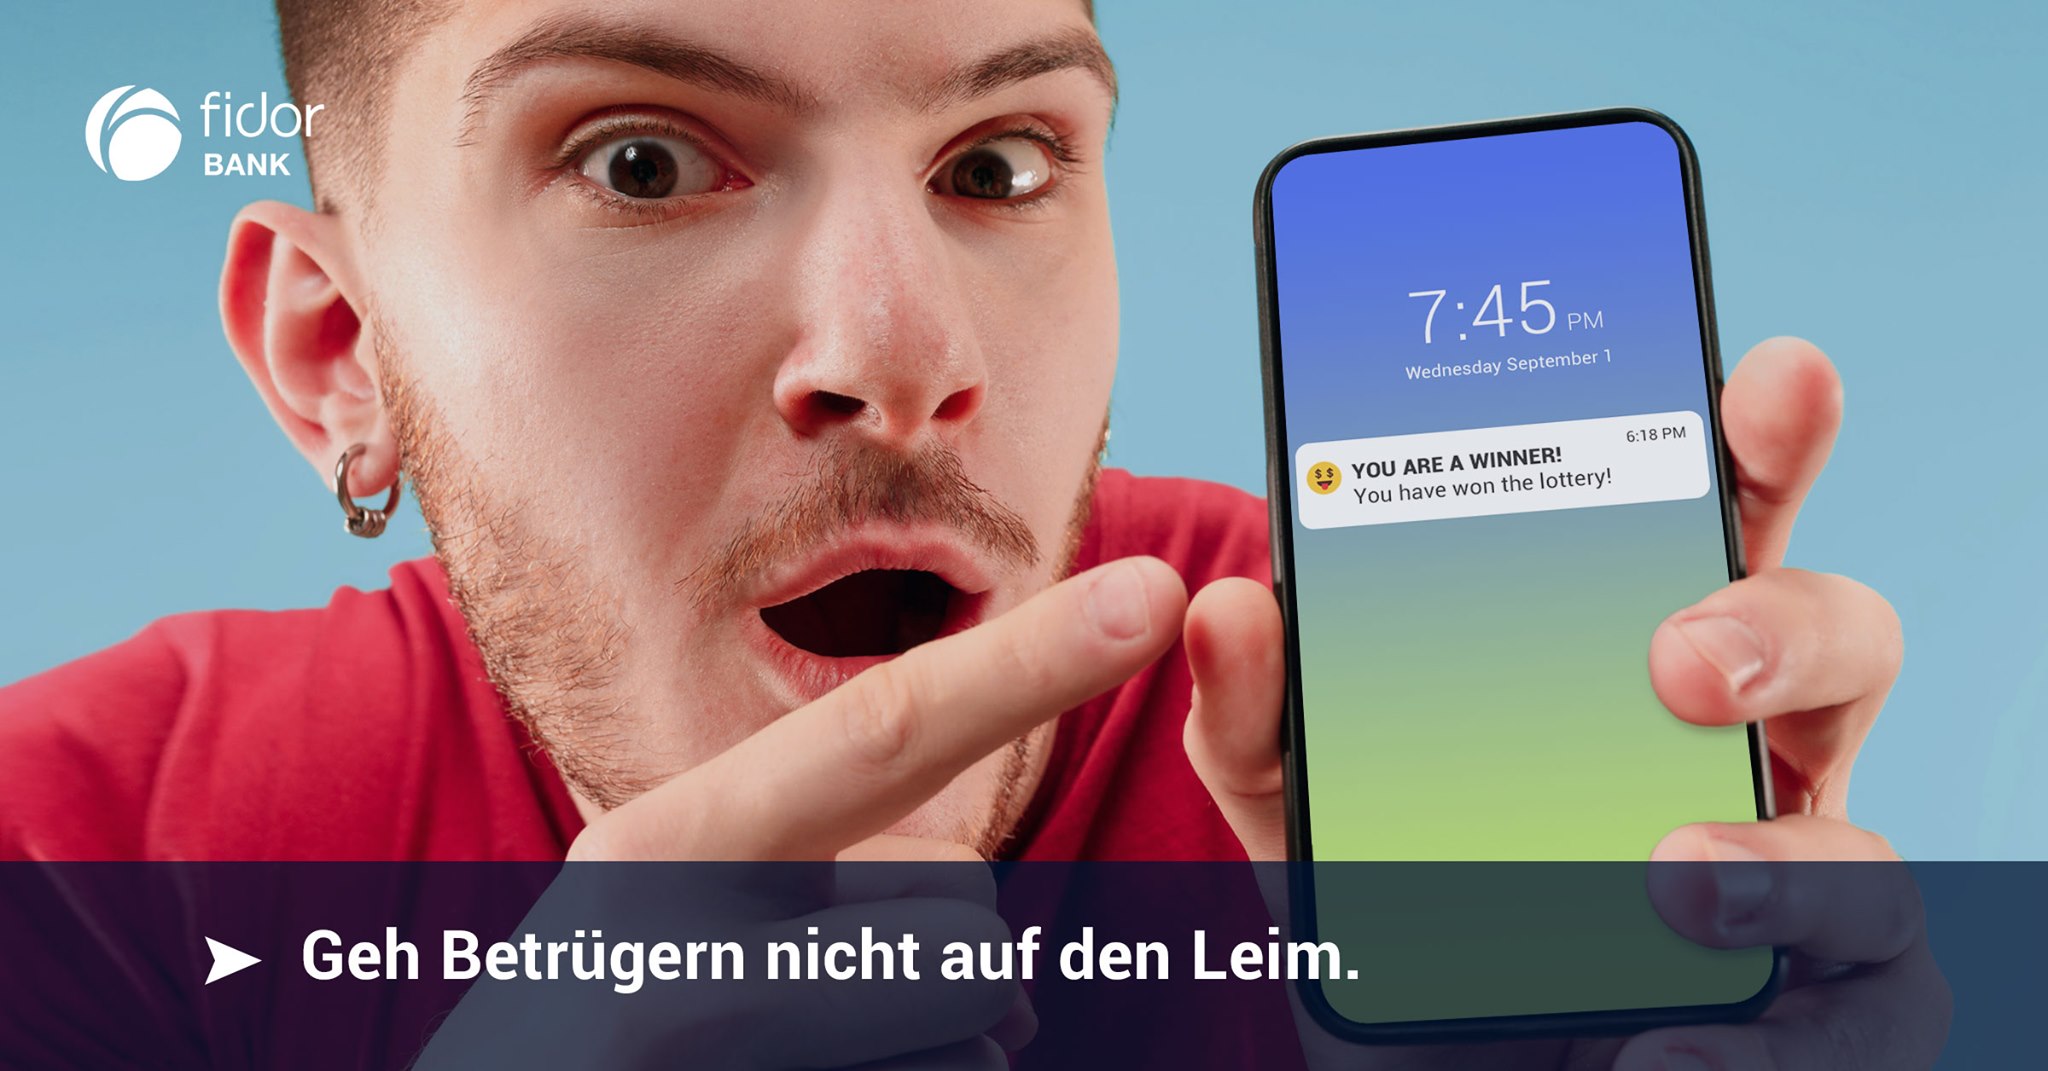 fidor
BANK
7:45 PM
Wednesday September 1
6:18 PM
YOU ARE A WINNER!
You have won the lottery!
➤ Geh Betrügern nicht auf den Leim.